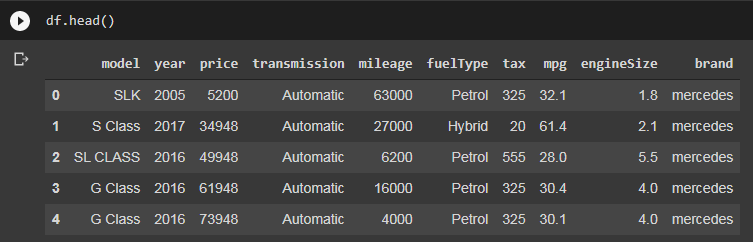 df.head()
model year price transmission mileage fuelType tax mpg engineSize brand
0 SLK 2005 5200 Automatic 63000 Petrol 325 32.1 1.8 mercedes
1 S Class 2017 34948 Automatic 27000 Hybrid 20 61.4 2.1 mercedes
2 SL CLASS 2016 49948 Automatic 6200 Petrol 555 28.0 5.5 mercedes
3 G Class 2016 61948 Automatic 16000 Petrol 325 30.4 4.0 mercedes
4 G Class 2016 73948 Automatic 4000 Petrol 325 30.1 4.0 mercedes